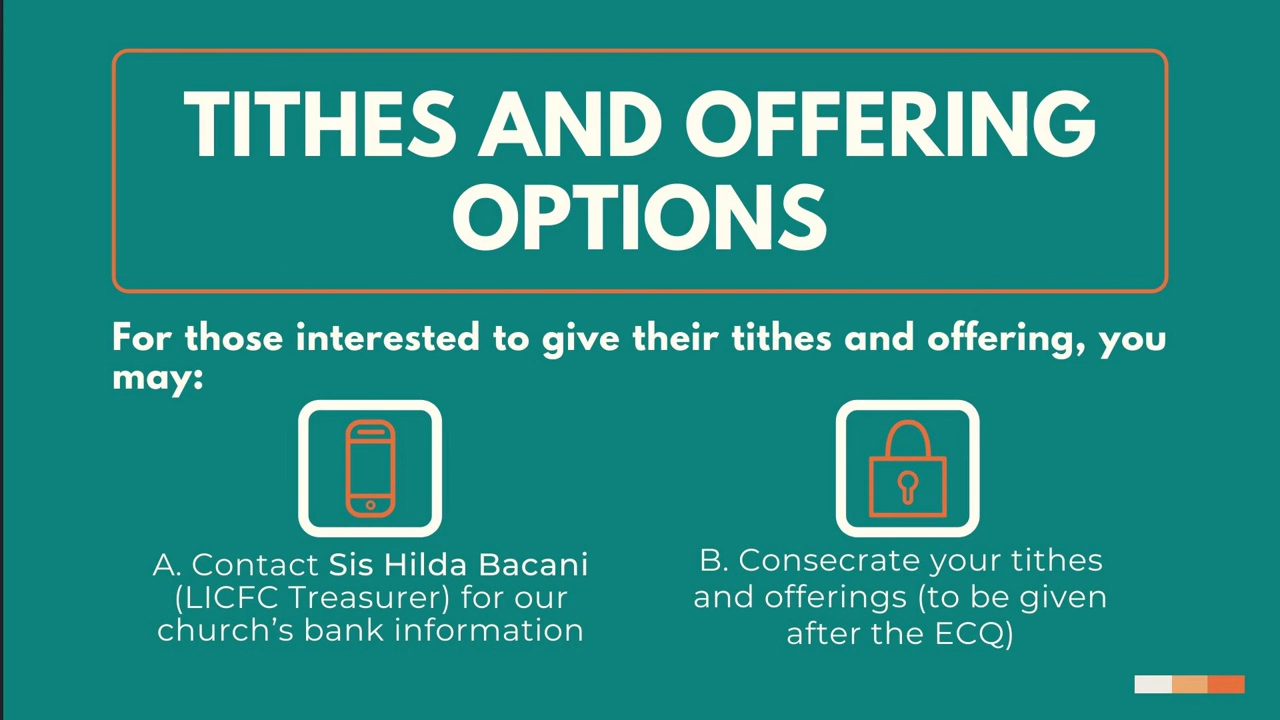 TITHES AND OFFERING
OPTIONS
For those interested to give their tithes and offering, you
may:
A. Contact Sis Hilda Bacani
(LICFC Treasurer) for our
church's bank information
B. Consecrate your tithes
and offerings (to be given
after the ECQ)